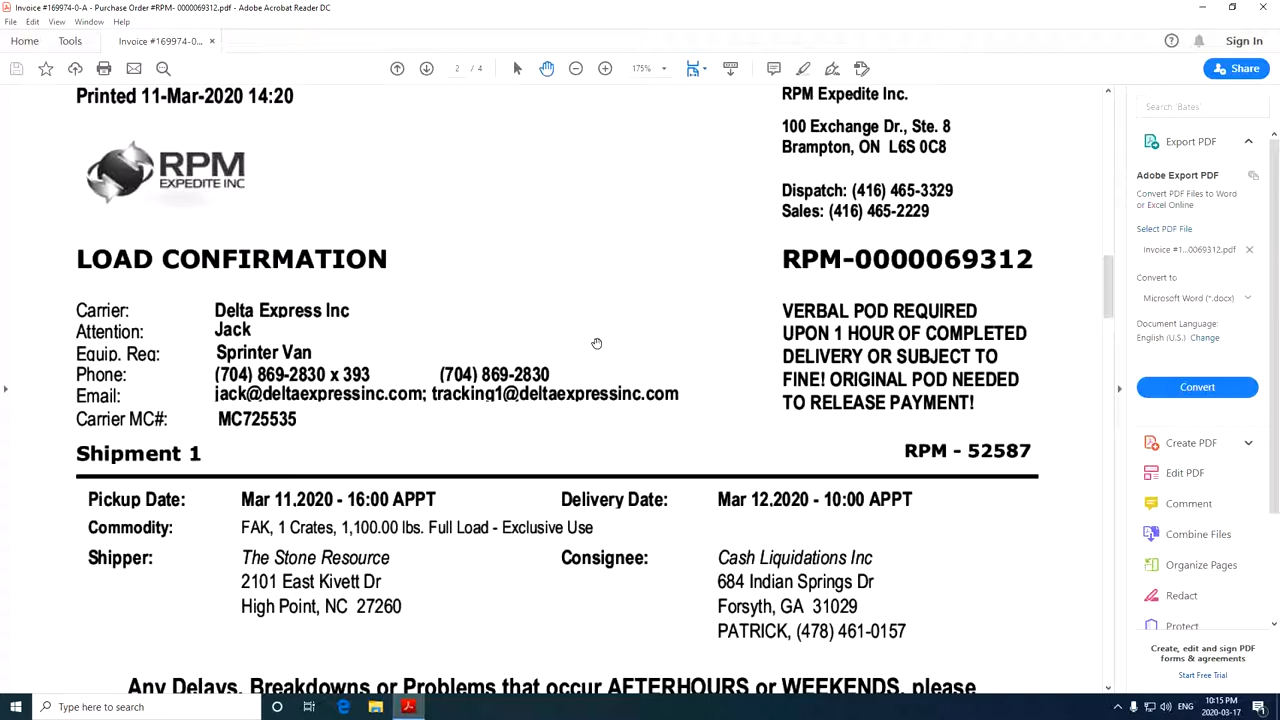 Invoice #169974-0-A - Purchase Order #RPM- 0000069312.pdf - Adobe Acrobat Reader DC
File Edit View Window Help
Home Tools Invoice #169974-0... × Sign In
2 / 4 175% Share
Printed 11-Mar-2020 14:20
RPM Expedite Inc.
100 Exchange Dr., Ste. 8
Brampton, ON L6S 0C8
Dispatch: (416) 465-3329
Sales: (416) 465-2229
RPM
EXPEDITE INC
LOAD CONFIRMATION RPM-0000069312
Carrier: Delta Express Inc
Attention: Jack
Equip. Req: Sprinter Van
Phone: (704) 869-2830 x 393 (704) 869-2830
Email: jack@deltaexpressinc.com; tracking1@deltaexpressinc.com
Carrier MC#: MC725535
VERBAL POD REQUIRED
UPON 1 HOUR OF COMPLETED
DELIVERY OR SUBJECT TO
FINE! ORIGINAL POD NEEDED
TO RELEASE PAYMENT!
Shipment 1 RPM - 52587
Pickup Date: Mar 11,2020 - 16:00 APPT Delivery Date: Mar 12,2020 - 10:00 APPT
Commodity: FAK, 1 Crates, 1,100.00 lbs. Full Load - Exclusive Use
Shipper: The Stone Resource Consignee: Cash Liquidations Inc
2101 East Kivett Dr 684 Indian Springs Dr
High Point, NC 27260 Forsyth, GA 31029
PATRICK, (478) 461-0157
Any Delays, Breakdowns or Problems that occur AFTERHOURS or WEEKENDS, please
Search 'Bates'
Export PDF
Adobe Export PDF
Convert PDF Files to Word
or Excel Online
Select PDF File
Invoice #1...0069312.pdf ×
Convert to
Microsoft Word (*.docx)
Document Language:
English (U.S.) Change
Convert
Create PDF
Edit PDF
Comment
Combine Files
Organize Pages
Redact
Protect
Create, edit and sign PDF
forms & agreements
Start Free Trial
Type here to search
ENG
10:15 PM
2020-03-17
1